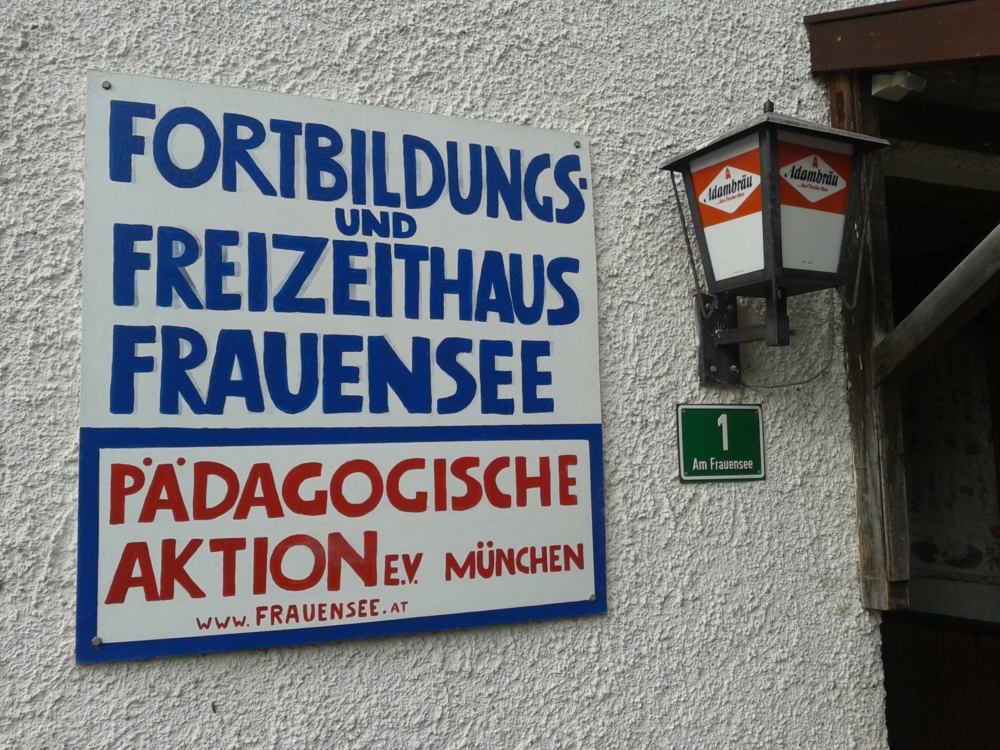 FORTBILDUNGS-
UND
FREIZEITHAUS
FRAUENSEE
PÄDAGOGISCHE
AKTION E.V. MÜNCHEN
WWW.FRAUENSEE.AT
Adambräu
Adambräu
1
Am Frauensee